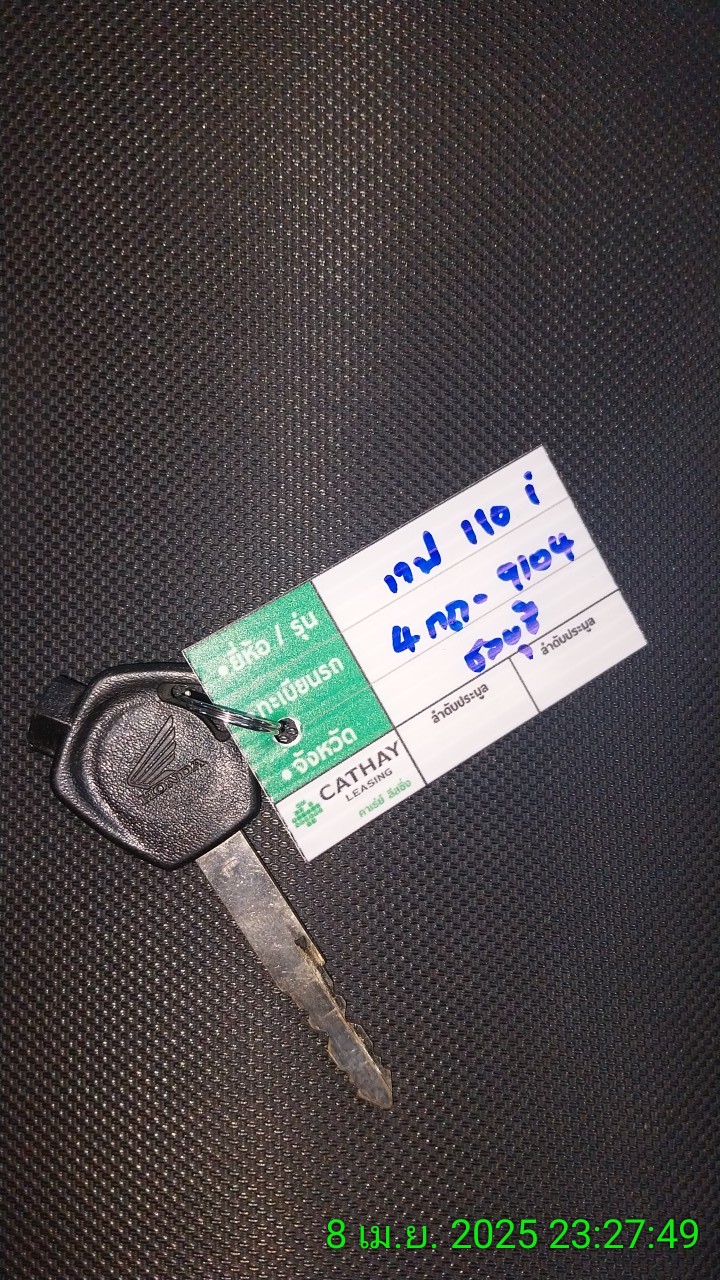 • ยี่ห้อ / รุ่น
เวฟ 110 i
ทะเบียนรถ
4 กฎ - 9104
• จังหวัด
ชลบุรี
CATHAY
LEASING
คาเธ่ย์ ลีสซิ่ง
ลำดับประมูล
ลำดับประมูล
HONDA
8 เม.ย. 2025 23:27:49